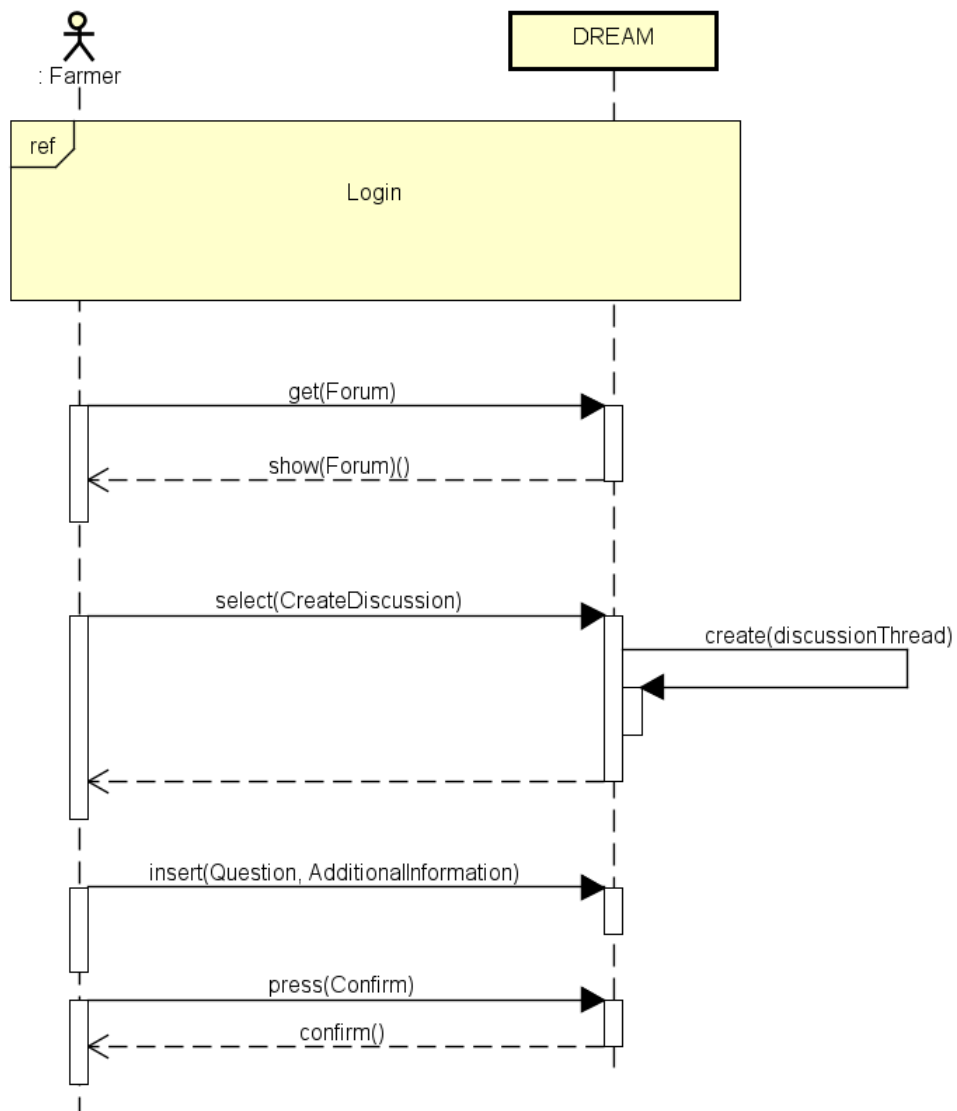 DREAM
: Farmer
ref
Login
get(Forum)
show(Forum)()
select(CreateDiscussion)
create(discussionThread)
insert(Question, AdditionalInformation)
press(Confirm)
confirm()